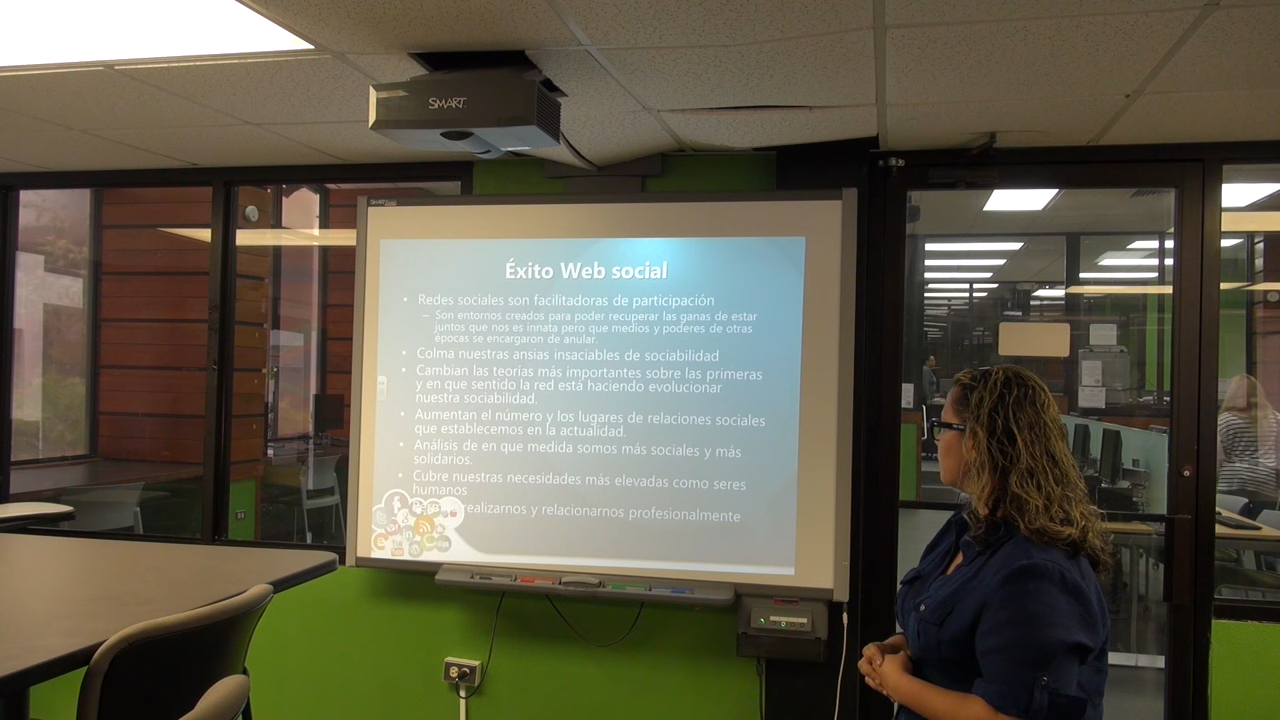 SMART
SMART
Éxito Web social
• Redes sociales son facilitadoras de participación
– Son entornos creados para poder recuperar las ganas de estar
juntos que nos es innata pero que medios y poderes de otras
épocas se encargaron de anular.
• Colma nuestras ansias insaciables de sociabilidad
• Cambian las teorías más importantes sobre las primeras
y en que sentido la red está haciendo evolucionar
nuestra sociabilidad.
• Aumentan el número y los lugares de relaciones sociales
que establecemos en la actualidad.
• Análisis de en que medida somos más sociales y más
solidarios.
• Cubre nuestras necesidades más elevadas como seres
humanos
realizarnos y relacionarnos profesionalmente